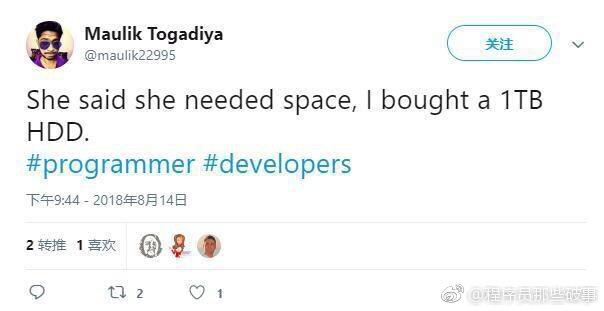 Maulik Togadiya
@maulik22995
关注
She said she needed space, I bought a 1TB
HDD.
#programmer #developers
下午9:44 - 2018年8月14日
2 转推 1 喜欢
2
1
@程序员那些破事